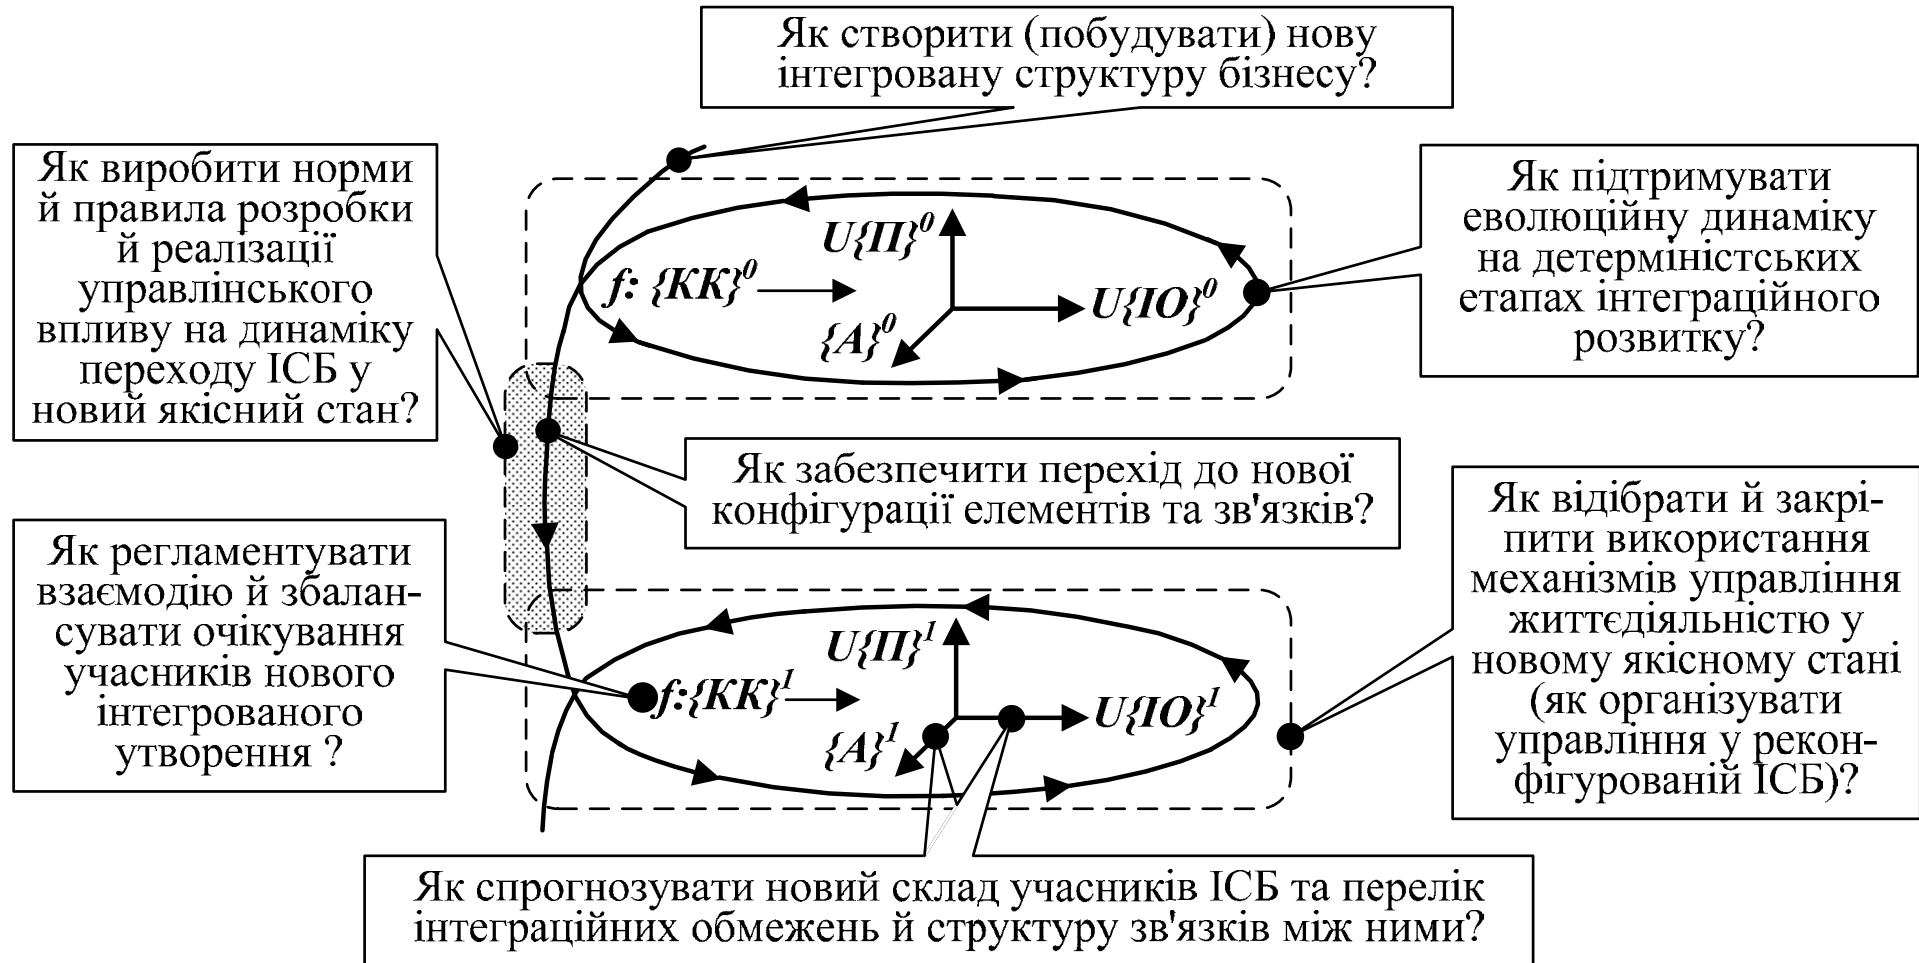 Як створити (побудувати) нову
інтегровану структуру бізнесу?
Як виробити норми
й правила розробки
й реалізації
управлінського
впливу на динаміку
переходу ІСБ у
новий якісний стан?
Як підтримувати
еволюційну динаміку
на детерміністських
етапах інтеграційного
розвитку?
U{П}⁰
f: {КК}⁰
U{ІО}⁰
{А}⁰
Як забезпечити перехід до нової
конфігурації елементів та зв'язків?
Як регламентувати
взаємодію й збалан-
сувати очікування
учасників нового
інтегрованого
утворення ?
Як відібрати й закрі-
пити використання
механізмів управління
життєдіяльністю у
новому якісному стані
(як організувати
управління у рекон-
фігурованій ІСБ)?
U{П}¹
f:{КК}¹
U{ІО}¹
{А}¹
Як спрогнозувати новий склад учасників ІСБ та перелік
інтеграційних обмежень й структуру зв'язків між ними?